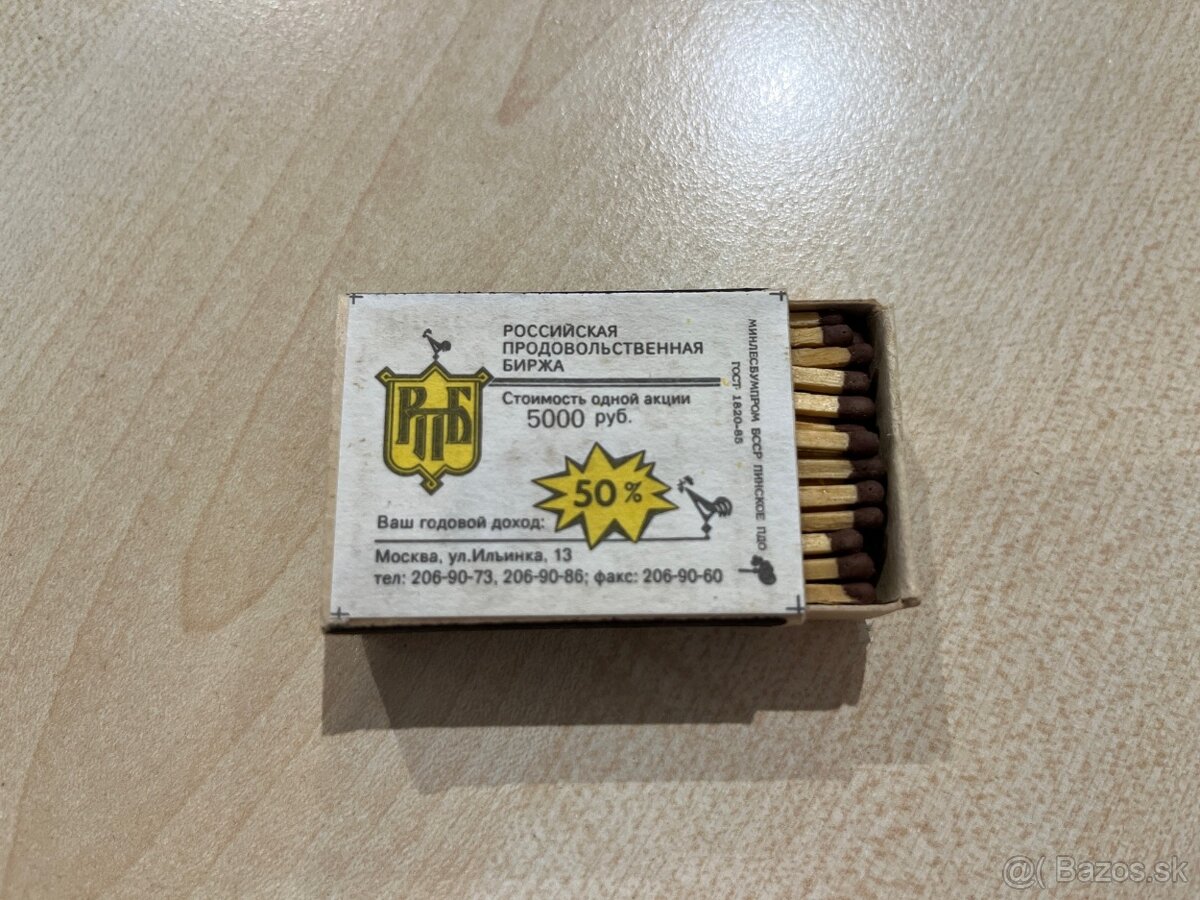 РОССИЙСКАЯ
ПРОДОВОЛЬСТВЕННАЯ
БИРЖА
РПБ
Стоимость одной акции
5000 руб.
50 %
Ваш годовой доход:
Москва, ул.Ильинка, 13
тел: 206-90-73, 206-90-86; факс: 206-90-60
МИНЛЕСБУМПРОМ БССР ПИНСКОЕ ПДО
ГОСТ 1820-85
@( Bazos.sk